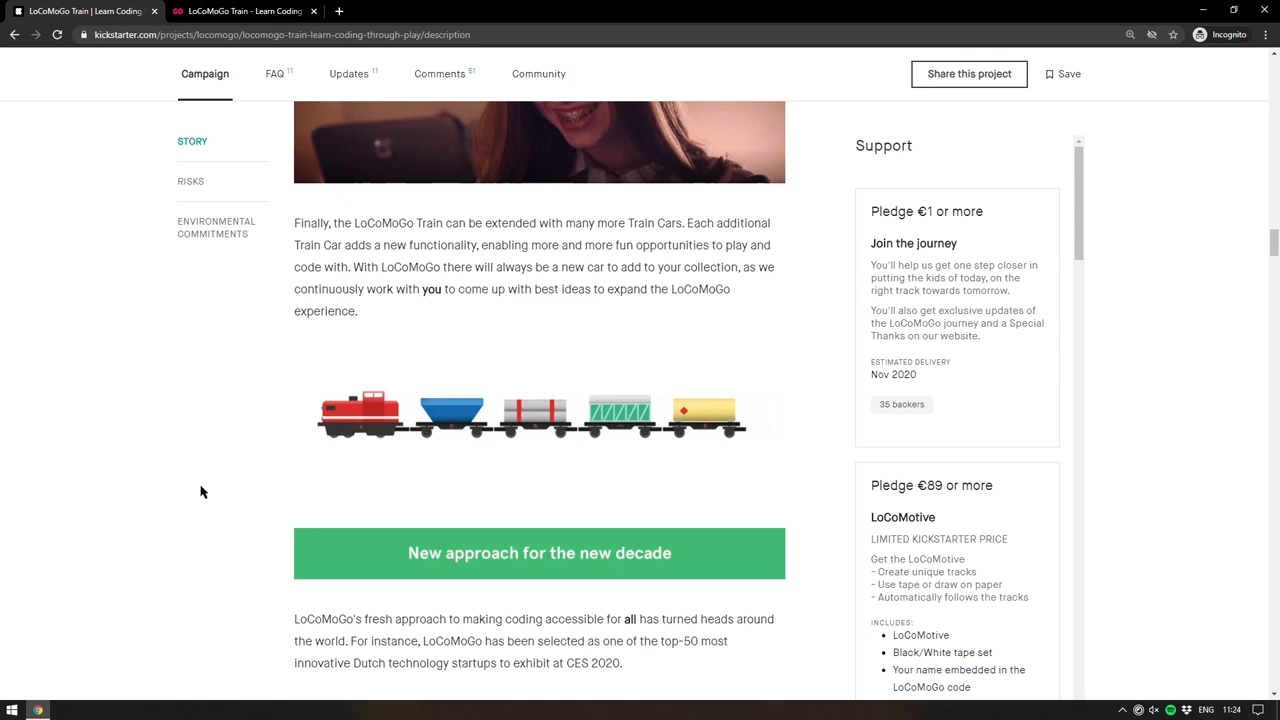 LoCoMoGo Train | Learn Coding
LoCoMoGo Train - Learn Coding
kickstarter.com/projects/locomogo/locomogo-train-learn-coding-through-play/description
Incognito
Campaign
FAQ 11
Updates 11
Comments 51
Community
Share this project
Save
STORY
RISKS
ENVIRONMENTAL
COMMITMENTS
Finally, the LoCoMoGo Train can be extended with many more Train Cars. Each additional
Train Car adds a new functionality, enabling more and more fun opportunities to play and
code with. With LoCoMoGo there will always be a new car to add to your collection, as we
continuously work with you to come up with best ideas to expand the LoCoMoGo
experience.
New approach for the new decade
LoCoMoGo's fresh approach to making coding accessible for all has turned heads around
the world. For instance, LoCoMoGo has been selected as one of the top-50 most
innovative Dutch technology startups to exhibit at CES 2020.
Support
Pledge €1 or more
Join the journey
You'll help us get one step closer in
putting the kids of today, on the
right track towards tomorrow.
You'll also get exclusive updates of
the LoCoMoGo journey and a Special
Thanks on our website.
ESTIMATED DELIVERY
Nov 2020
35 backers
Pledge €89 or more
LoCoMotive
LIMITED KICKSTARTER PRICE
Get the LoCoMotive
- Create unique tracks
- Use tape or draw on paper
- Automatically follows the tracks
INCLUDES:
LoCoMotive
Black/White tape set
Your name embedded in the
LoCoMoGo code
ENG
11:24